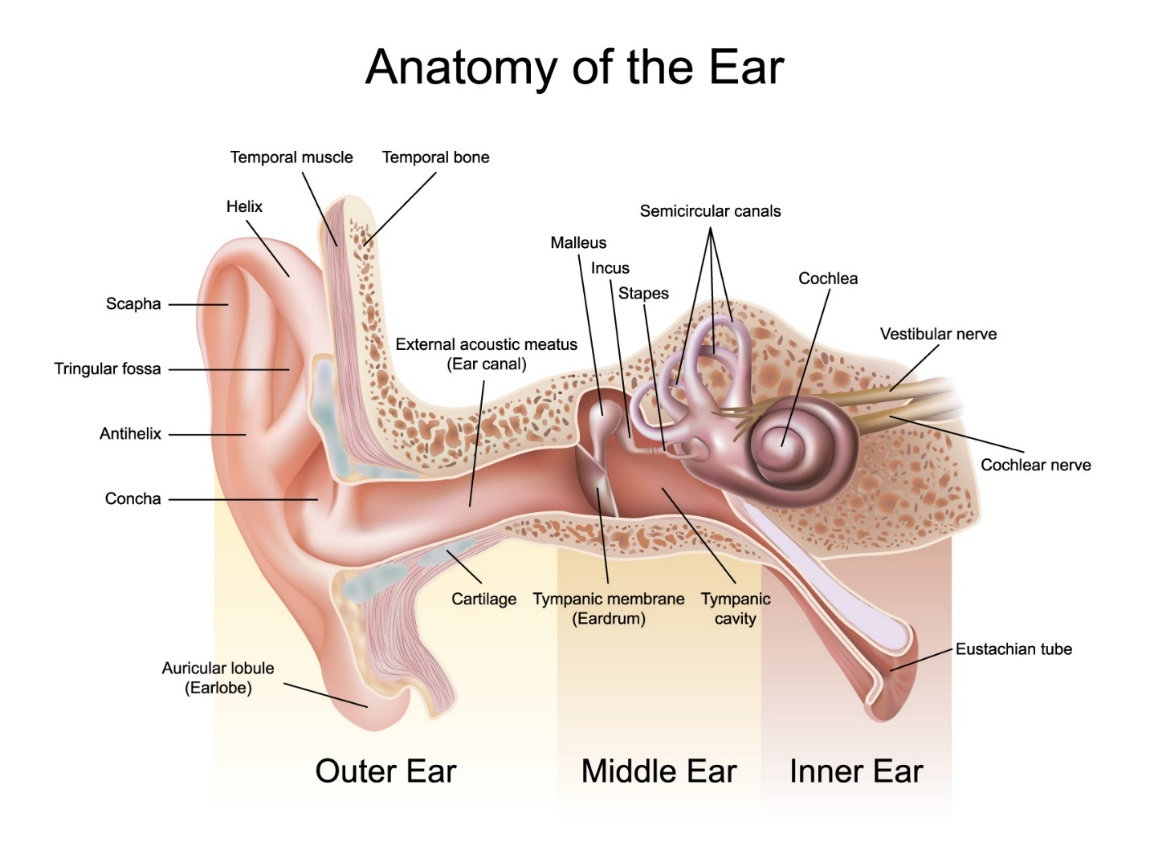 Anatomy of the Ear
Temporal muscle
Temporal bone
Helix
Semicircular canals
Malleus
Incus
Stapes
Cochlea
Scapha
Vestibular nerve
External acoustic meatus
(Ear canal)
Tringular fossa
Antihelix
Cochlear nerve
Concha
Cartilage
Tympanic membrane
(Eardrum)
Tympanic
cavity
Eustachian tube
Auricular lobule
(Earlobe)
Outer Ear
Middle Ear
Inner Ear